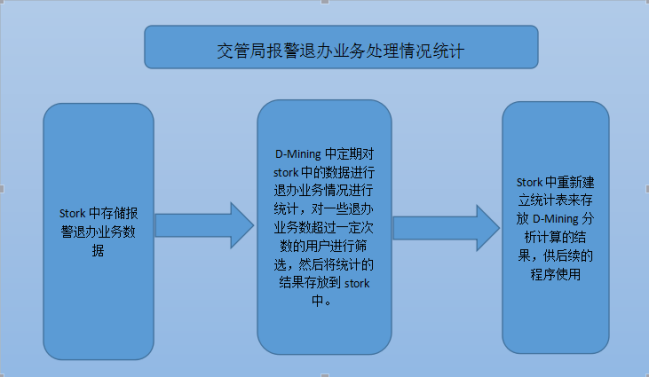 交管局报警退办业务处理情况统计
Stork 中存储报
警退办业务数
据
D-Mining 中定期对
stork 中的数据进行
退办业务情况进行
统计，对一些退办
业务数超过一定次
数的用户进行筛
选，然后将统计的
结果存放到 stork
中。
Stork 中重新建
立统计表来存
放 D-Mining 分
析计算的结
果，供后续的
程序使用